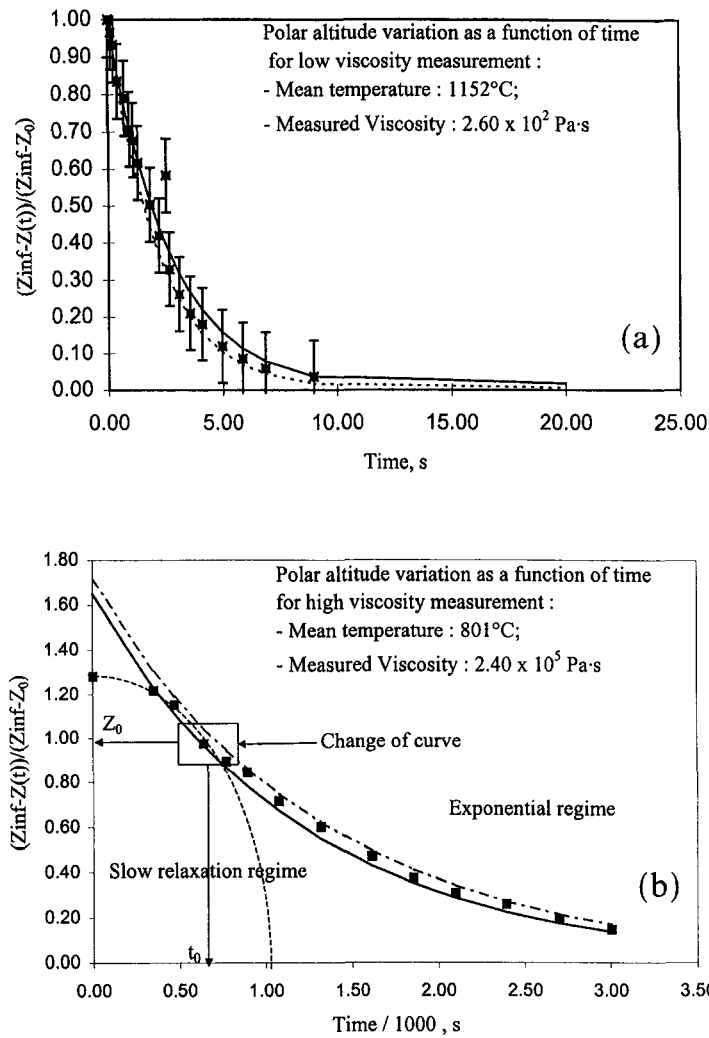 1.00
0.90
0.80
0.70
0.60
0.50
0.40
0.30
0.20
0.10
0.00
(Zinf-Z(t))/(Zinf-Z₀)
Polar altitude variation as a function of time
for low viscosity measurement :
- Mean temperature : 1152°C;
- Measured Viscosity : 2.60 x 10² Pa·s
(a)
0.00 5.00 10.00 15.00 20.00 25.00
Time, s
1.80
1.60
1.40
1.20
1.00
0.80
0.60
0.40
0.20
0.00
(Zinf-Z(t))/(Zinf-Z₀)
Polar altitude variation as a function of time
for high viscosity measurement :
- Mean temperature : 801°C;
- Measured Viscosity : 2.40 x 10⁵ Pa·s
Z₀
Change of curve
Exponential regime
Slow relaxation regime
(b)
t₀
0.00 0.50 1.00 1.50 2.00 2.50 3.00 3.50
Time / 1000 , s